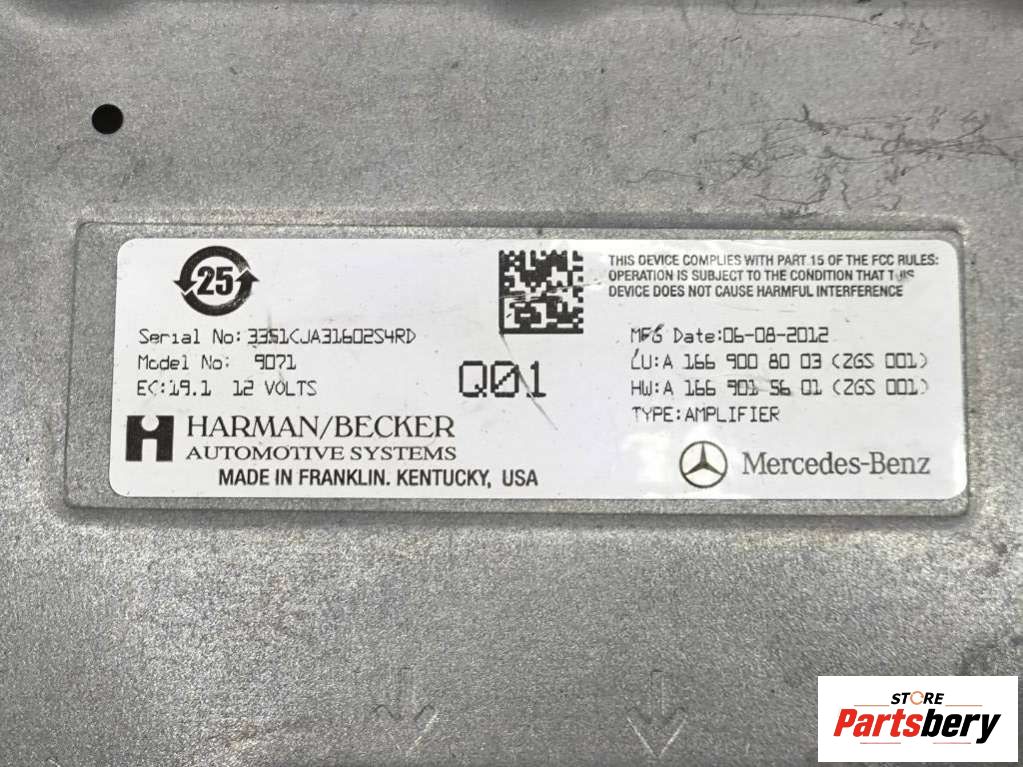 25
THIS DEVICE COMPLIES WITH PART 15 OF THE FCC RULES:
OPERATION IS SUBJECT TO THE CONDITION THAT THIS
DEVICE DOES NOT CAUSE HARMFUL INTERFERENCE
Serial No: 3351CJA31602S4RD
Model No: 9071
EC:19.1 12 VOLTS
Q01
MFG Date:06-08-2012
LU:A 166 900 80 03 (ZGS 001)
HW:A 166 901 56 01 (ZGS 001)
TYPE:AMPLIFIER
HARMAN/BECKER
AUTOMOTIVE SYSTEMS
MADE IN FRANKLIN. KENTUCKY, USA
Mercedes-Benz
STORE
Partsbery